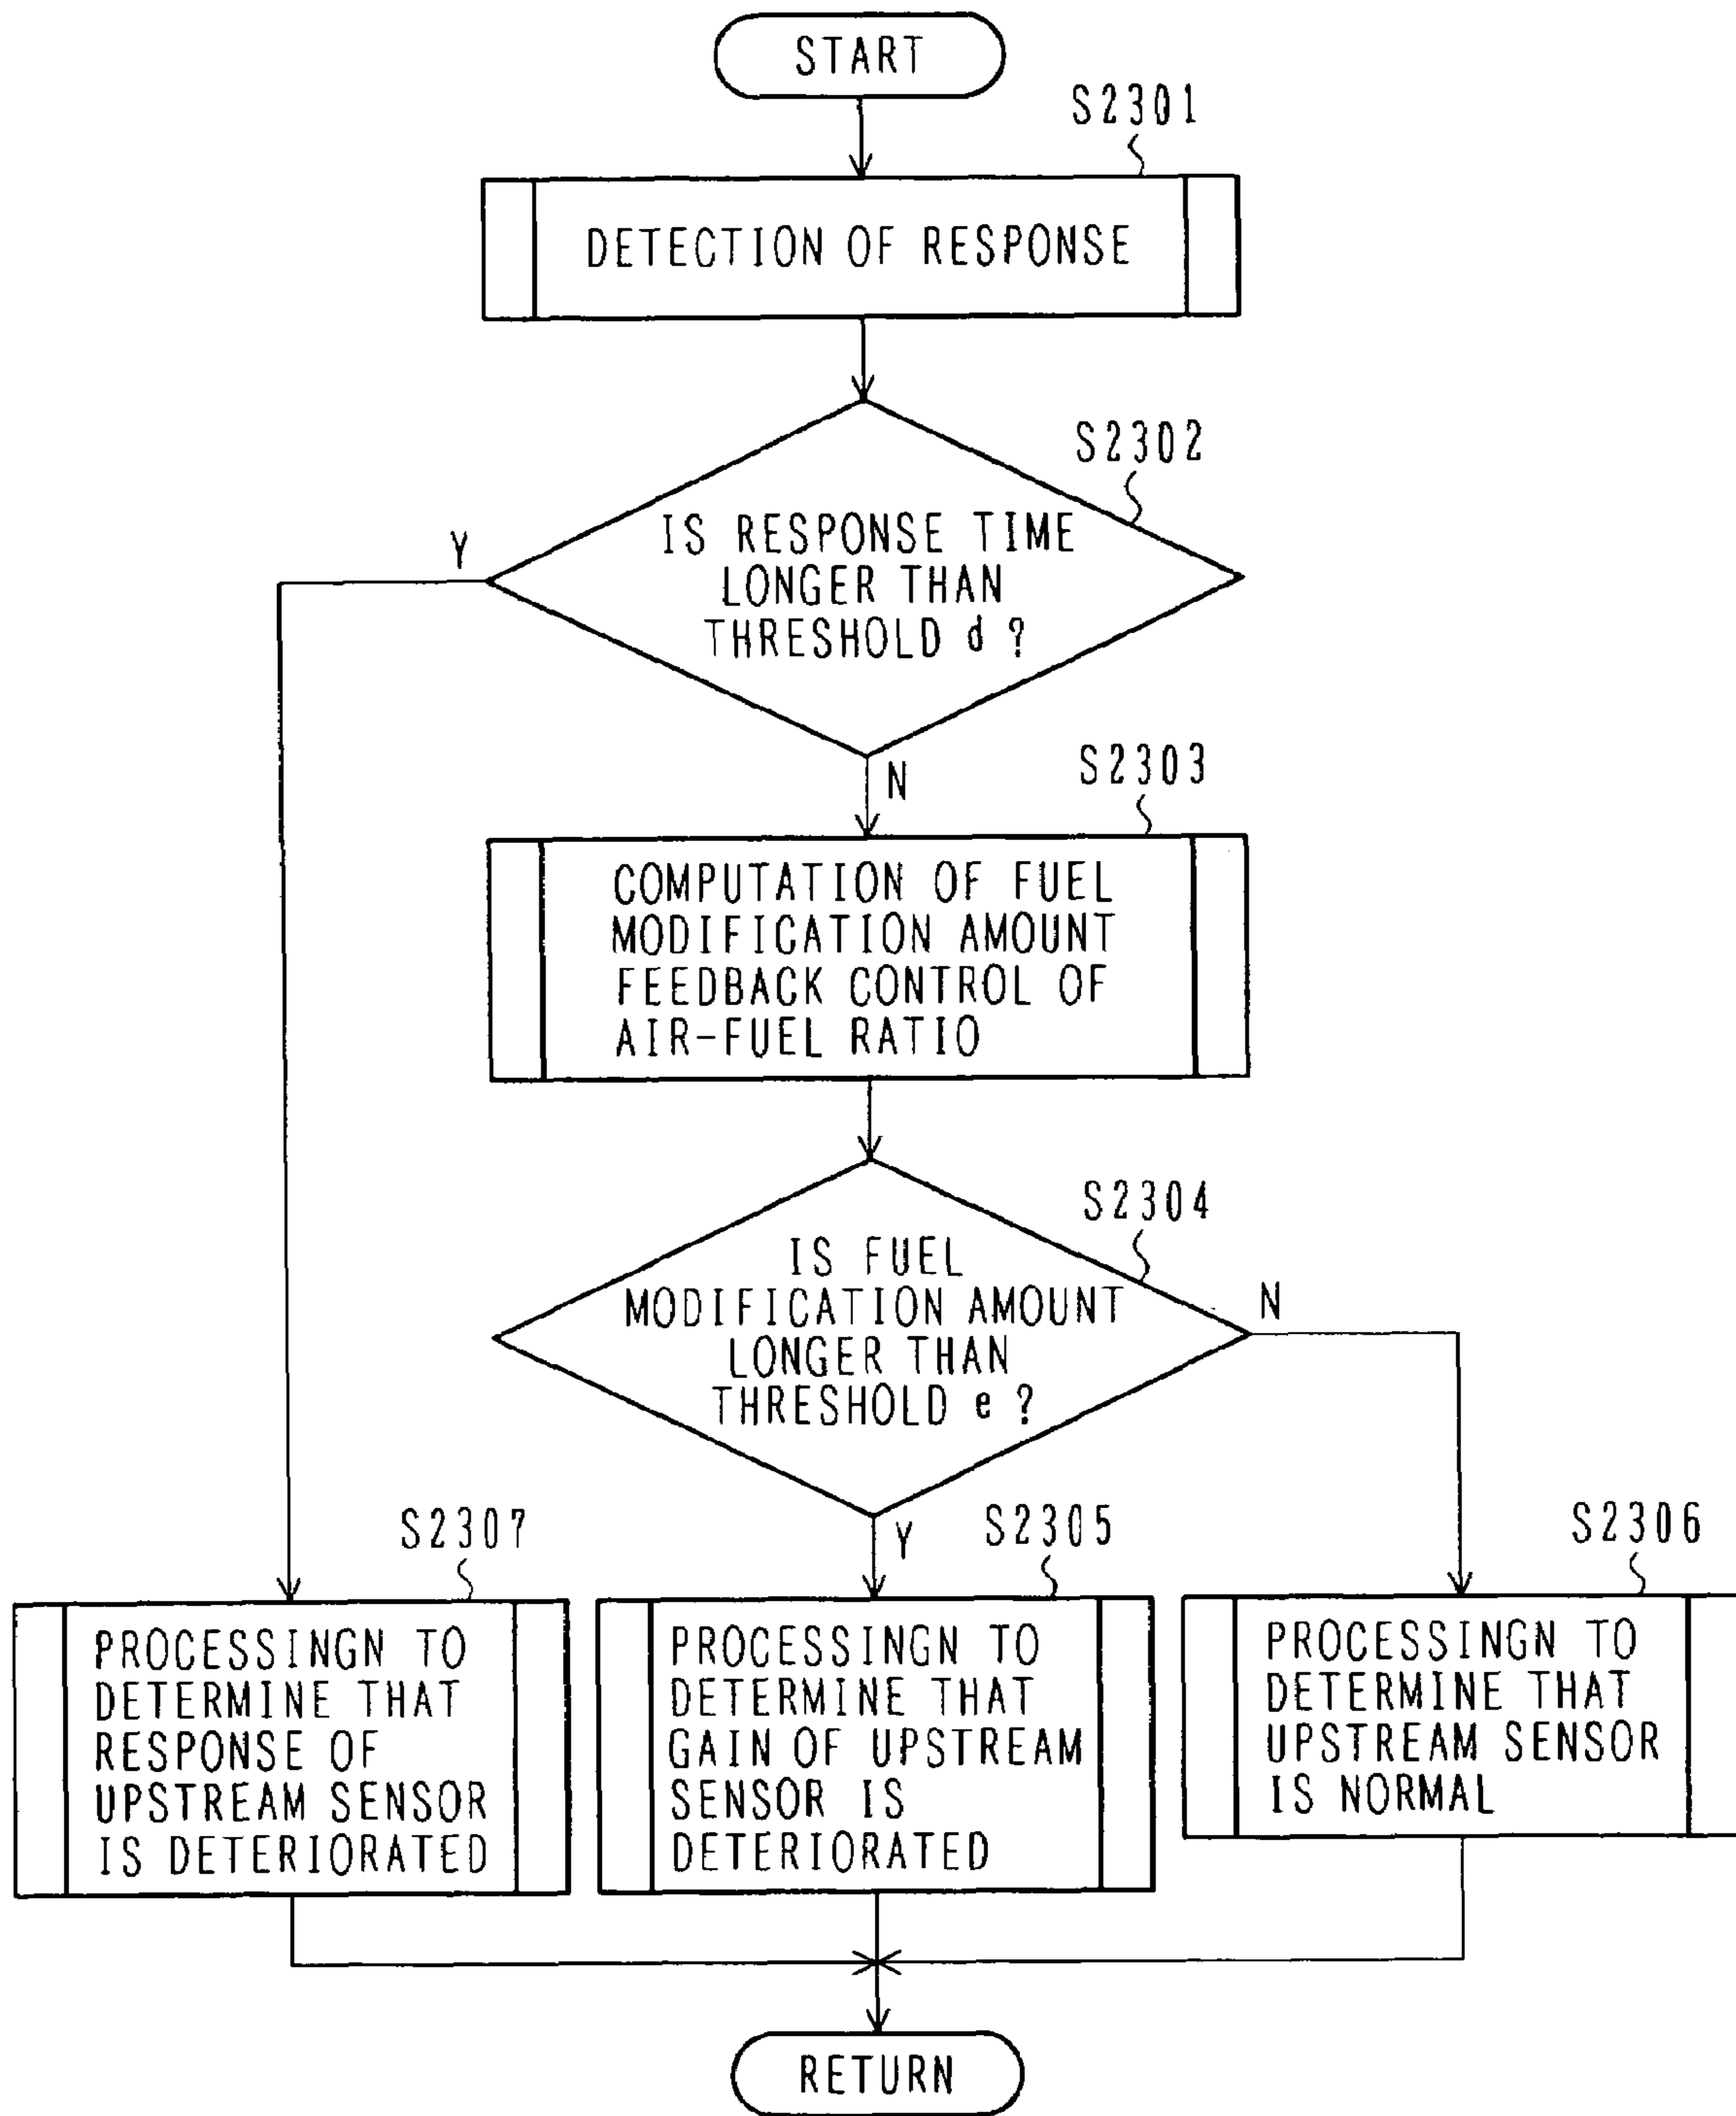 START
S2301
DETECTION OF RESPONSE
S2302
IS RESPONSE TIME
LONGER THAN
THRESHOLD d ?
Y
N
S2303
COMPUTATION OF FUEL
MODIFICATION AMOUNT
FEEDBACK CONTROL OF
AIR-FUEL RATIO
S2304
IS FUEL
MODIFICATION AMOUNT
LONGER THAN
THRESHOLD e ?
N
Y
S2307
PROCESSINGN TO
DETERMINE THAT
RESPONSE OF
UPSTREAM SENSOR
IS DETERIORATED
S2305
PROCESSINGN TO
DETERMINE THAT
GAIN OF UPSTREAM
SENSOR IS
DETERIORATED
S2306
PROCESSINGN TO
DETERMINE THAT
UPSTREAM SENSOR
IS NORMAL
RETURN